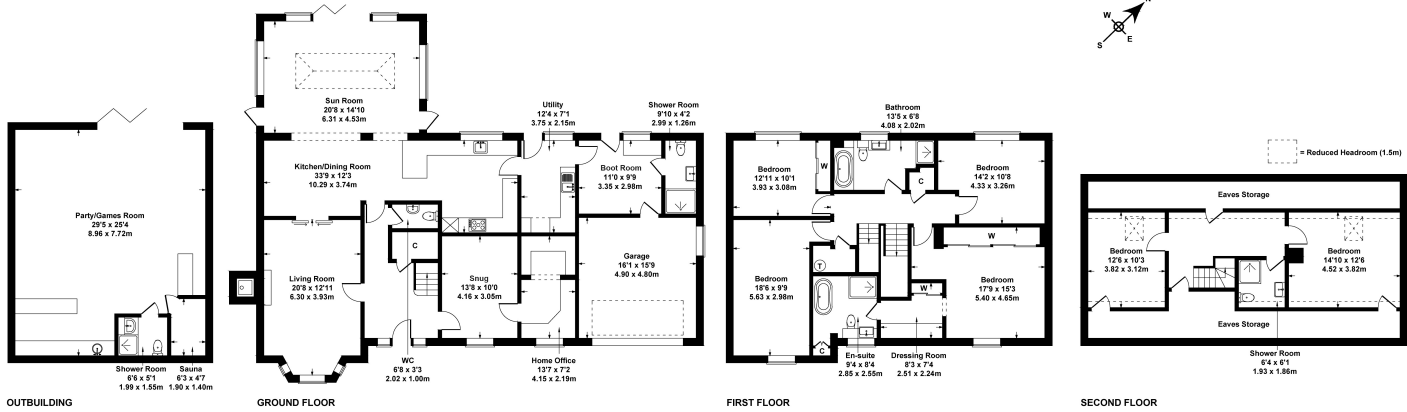 N
W
E
S
Sun Room
20'8 x 14'10
6.31 x 4.53m
Utility
12'4 x 7'1
3.75 x 2.15m
Shower Room
9'10 x 4'2
2.99 x 1.26m
Kitchen/Dining Room
33'9 x 12'3
10.29 x 3.74m
Boot Room
11'0 x 9'9
3.35 x 2.98m
Party/Games Room
29'5 x 25'4
8.96 x 7.72m
C
Living Room
20'8 x 12'11
6.30 x 3.93m
Snug
13'8 x 10'0
4.16 x 3.05m
Garage
16'1 x 15'9
4.90 x 4.80m
Shower Room
6'6 x 5'1
1.99 x 1.55m
Sauna
6'3 x 4'7
1.90 x 1.40m
WC
6'8 x 3'3
2.02 x 1.00m
Home Office
13'7 x 7'2
4.15 x 2.19m
Bathroom
13'5 x 6'8
4.08 x 2.02m
Bedroom
12'11 x 10'1
3.93 x 3.08m
W
C
Bedroom
14'2 x 10'8
4.33 x 3.26m
W
T
Bedroom
18'6 x 9'9
5.63 x 2.98m
Bedroom
17'9 x 15'3
5.40 x 4.65m
W
C
En-suite
9'4 x 8'4
2.85 x 2.55m
Dressing Room
8'3 x 7'4
2.51 x 2.24m
= Reduced Headroom (1.5m)
Eaves Storage
Bedroom
12'6 x 10'3
3.82 x 3.12m
Bedroom
14'10 x 12'6
4.52 x 3.82m
Eaves Storage
Shower Room
6'4 x 6'1
1.93 x 1.86m
OUTBUILDING
GROUND FLOOR
FIRST FLOOR
SECOND FLOOR